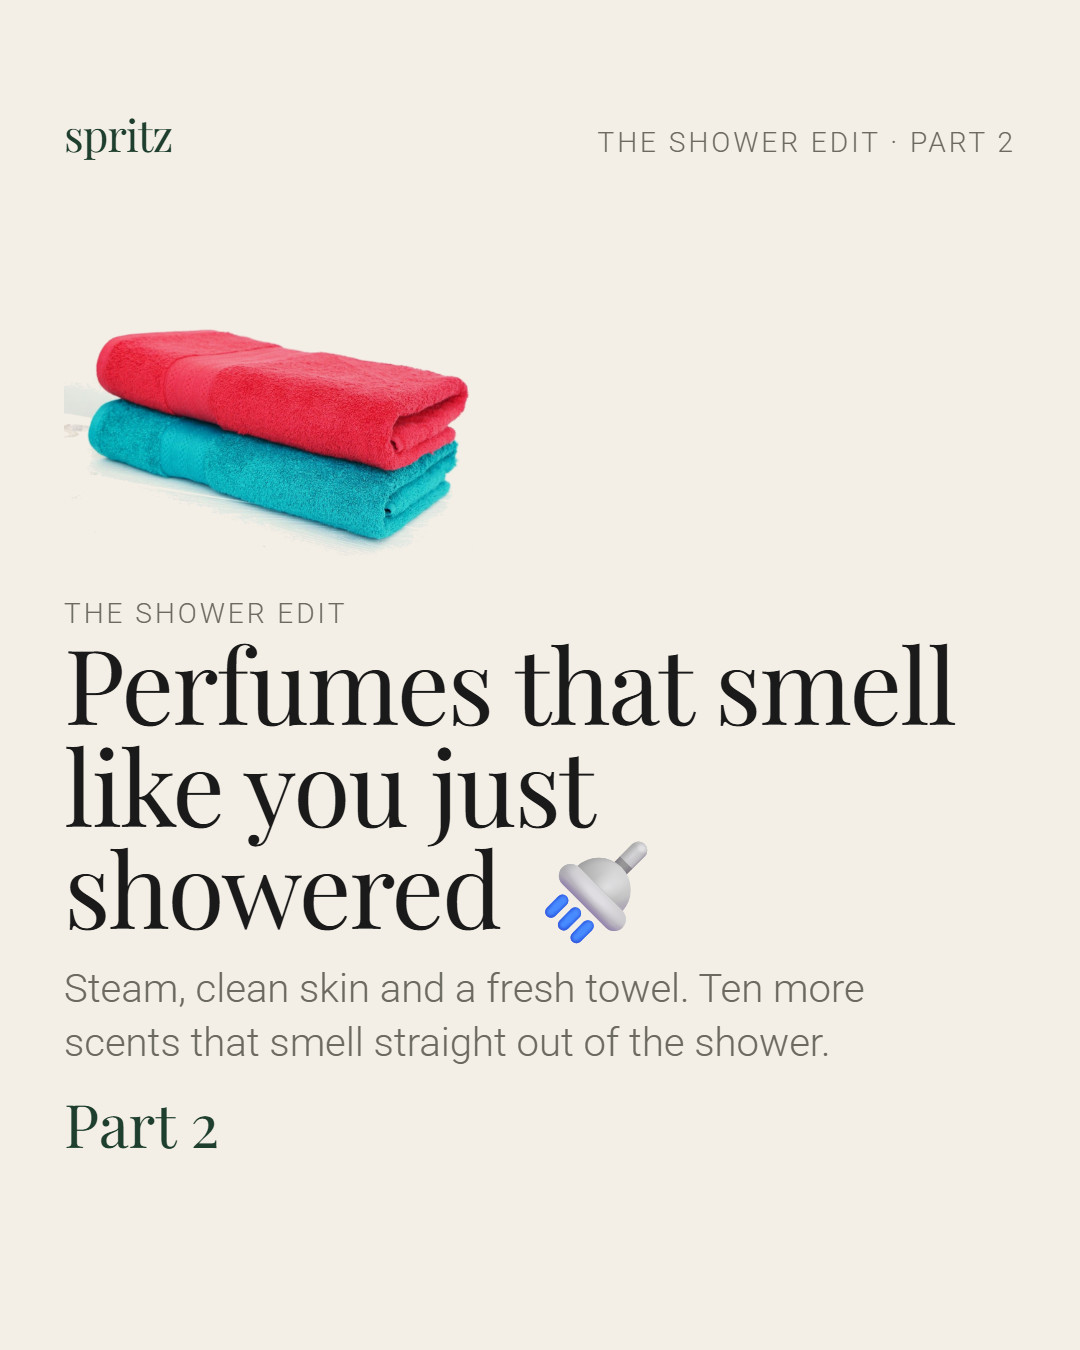 spritz
THE SHOWER EDIT · PART 2
THE SHOWER EDIT
Perfumes that smell
like you just
showered
Steam, clean skin and a fresh towel. Ten more
scents that smell straight out of the shower.
Part 2